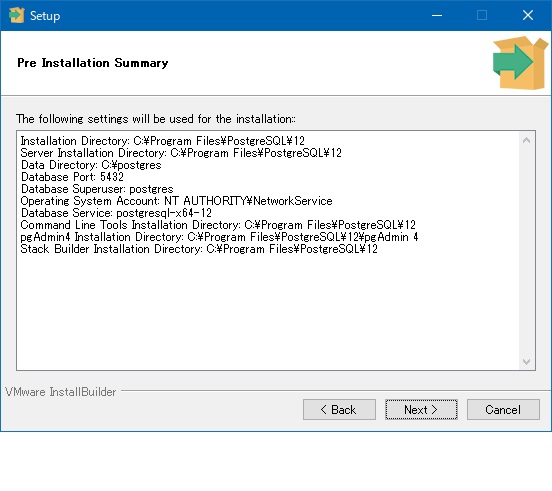 Setup
Pre Installation Summary
The following settings will be used for the installation::
Installation Directory: C:¥Program Files¥PostgreSQL¥12
Server Installation Directory: C:¥Program Files¥PostgreSQL¥12
Data Directory: C:¥postgres
Database Port: 5432
Database Superuser: postgres
Operating System Account: NT AUTHORITY¥NetworkService
Database Service: postgresql-x64-12
Command Line Tools Installation Directory: C:¥Program Files¥PostgreSQL¥12
pgAdmin4 Installation Directory: C:¥Program Files¥PostgreSQL¥12¥pgAdmin 4
Stack Builder Installation Directory: C:¥Program Files¥PostgreSQL¥12
VMware InstallBuilder
< Back
Next >
Cancel